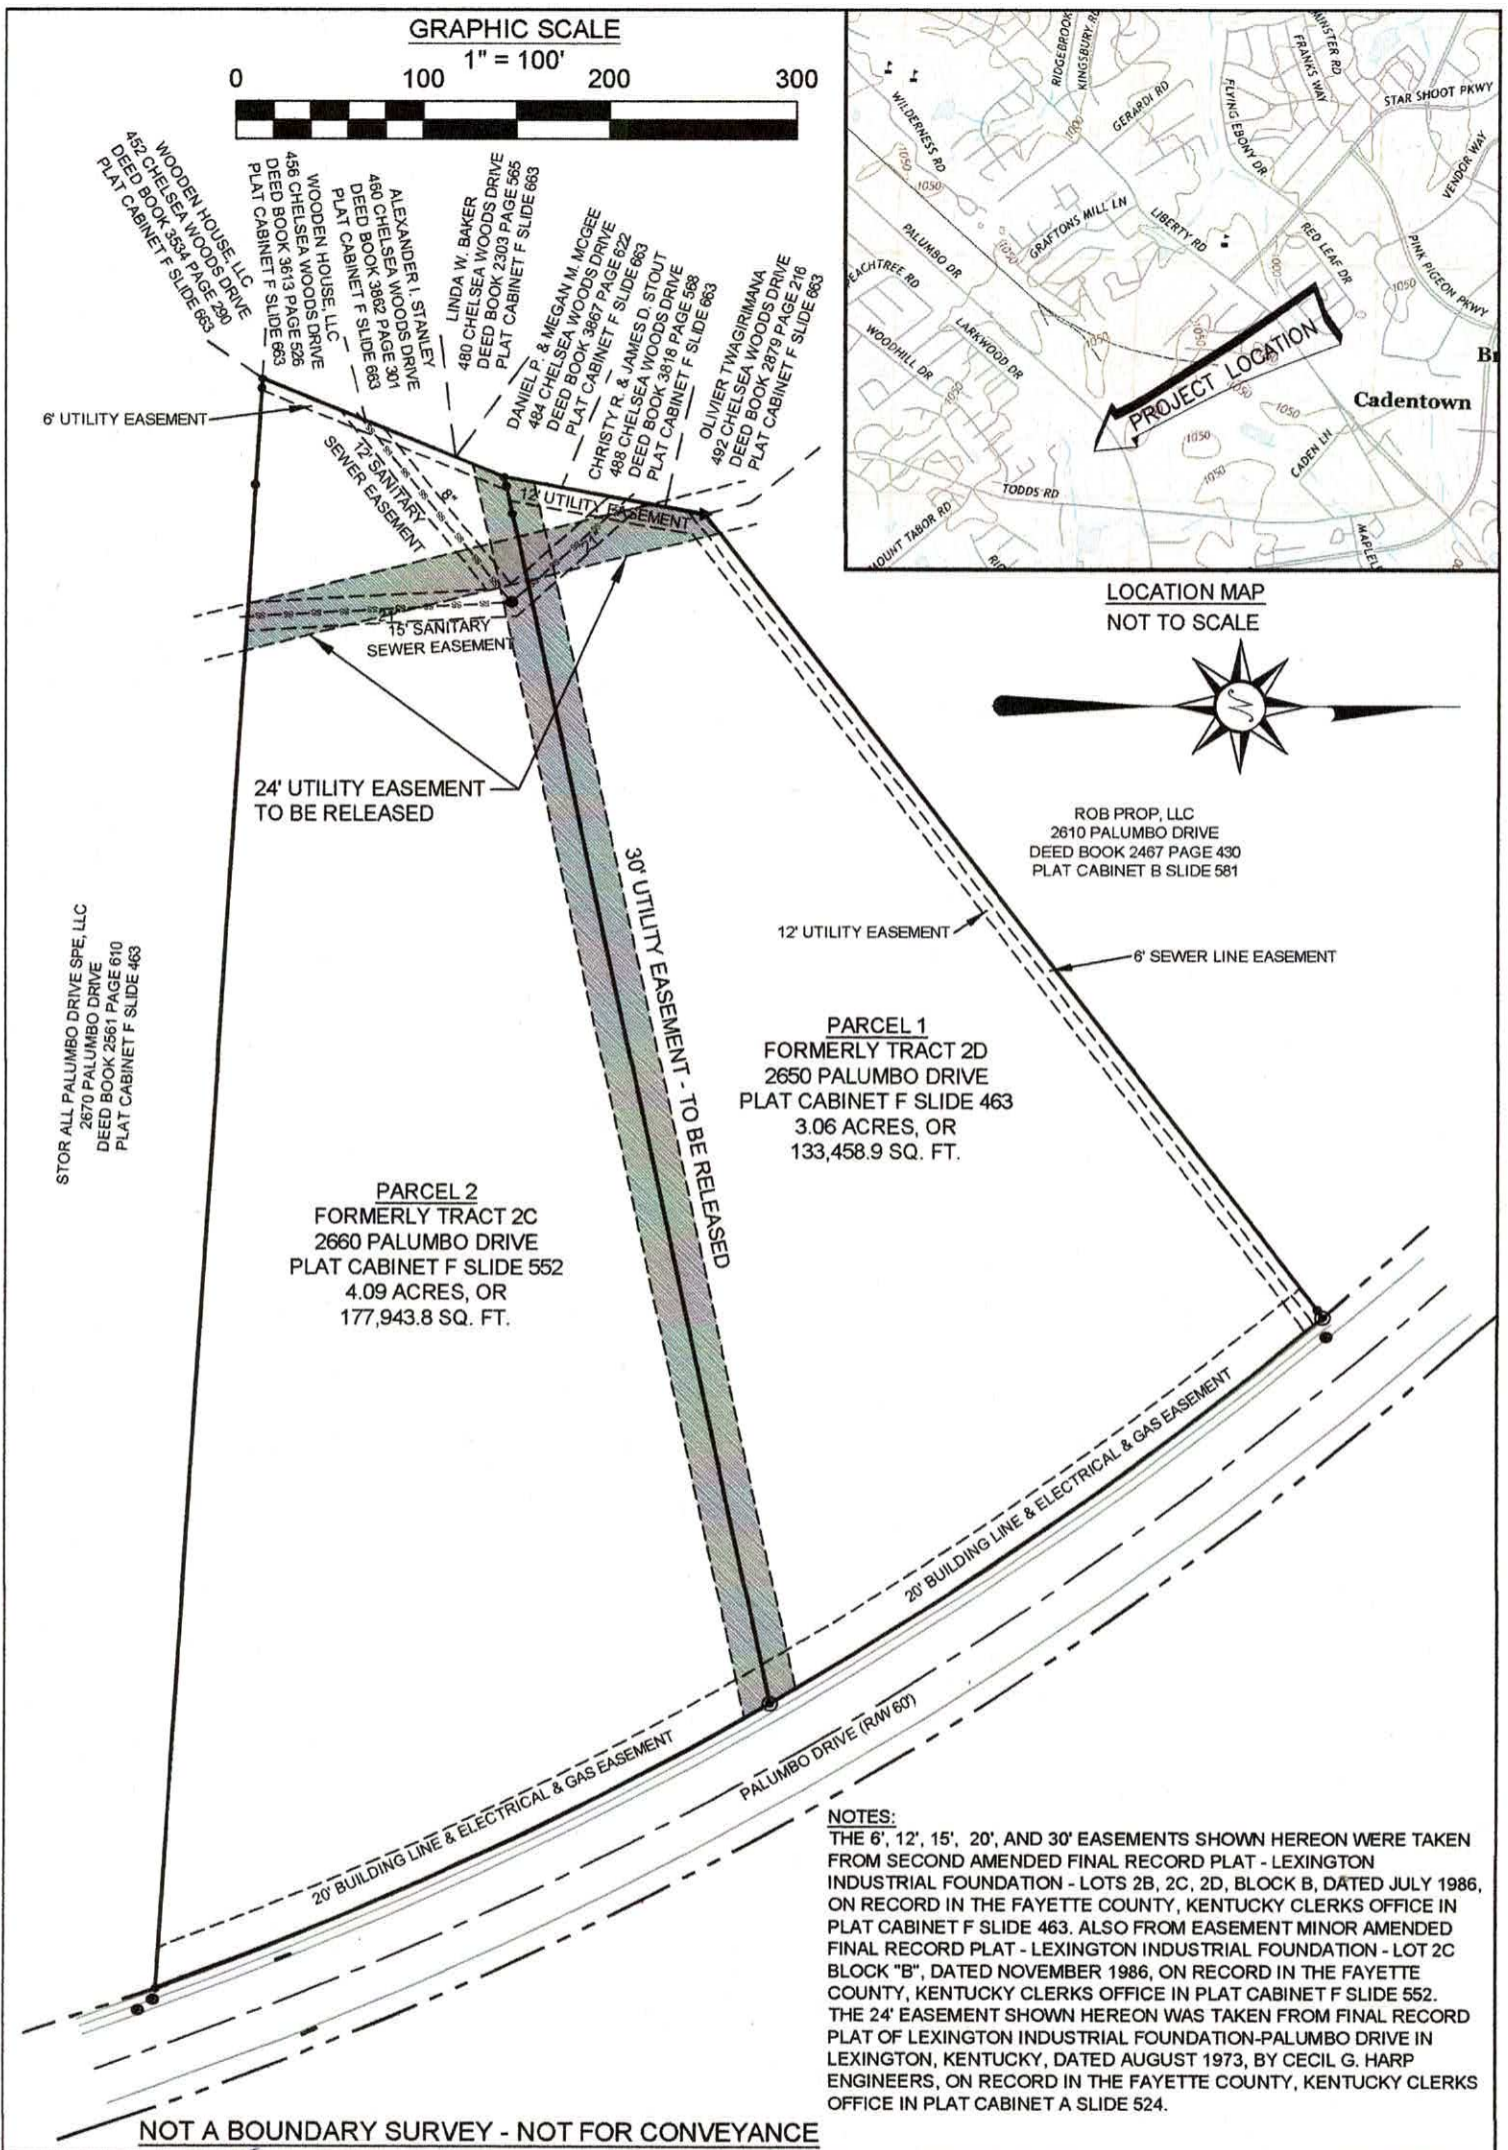 GRAPHIC SCALE
1" = 100'
0 100 200 300
WOODEN HOUSE, LLC
452 CHELSEA WOODS DRIVE
DEED BOOK 3534 PAGE 290
PLAT CABINET F SLIDE 663
WOODEN HOUSE, LLC
456 CHELSEA WOODS DRIVE
DEED BOOK 3613 PAGE 526
PLAT CABINET F SLIDE 663
ALEXANDER I. STANLEY
460 CHELSEA WOODS DRIVE
DEED BOOK 3862 PAGE 301
PLAT CABINET F SLIDE 663
LINDA W. BAKER
480 CHELSEA WOODS DRIVE
DEED BOOK 2303 PAGE 565
PLAT CABINET F SLIDE 663
DANIEL P. & MEGAN M. MCGEE
484 CHELSEA WOODS DRIVE
DEED BOOK 3867 PAGE 622
PLAT CABINET F SLIDE 663
CHRISTY R. & JAMES D. STOUT
488 CHELSEA WOODS DRIVE
DEED BOOK 3818 PAGE 568
PLAT CABINET F SLIDE 663
OLIVIER TWAGIRIMANA
492 CHELSEA WOODS DRIVE
DEED BOOK 2879 PAGE 216
PLAT CABINET F SLIDE 663
RIDGEBROOK
KINGSBURY RD
FRANKS WAY
STAR SHOOT PKWY
WILDERNESS RD
GERARDI RD
FLYING EBONY DR
VENDOR WAY
1000
1050
1050
GRAFTONS MILL LN
LIBERTY RD
PALUMBO DR
RED LEAF DR
PINK PIGEON PKWY
1050
1000
1050
LARKWOOD DR
WOODHILL DR
1050
1050
PROJECT LOCATION
1050
1050
1050
1050
Cadentown
CADEN LN
TODDS RD
MOUNT TABOR RD
LOCATION MAP
NOT TO SCALE
N
6' UTILITY EASEMENT
12' SANITARY
SEWER EASEMENT
8"
12' UTILITY EASEMENT
21"
21"
15' SANITARY
SEWER EASEMENT
24' UTILITY EASEMENT
TO BE RELEASED
30' UTILITY EASEMENT - TO BE RELEASED
ROB PROP, LLC
2610 PALUMBO DRIVE
DEED BOOK 2467 PAGE 430
PLAT CABINET B SLIDE 581
12' UTILITY EASEMENT
6' SEWER LINE EASEMENT
STOR ALL PALUMBO DRIVE SPE, LLC
2670 PALUMBO DRIVE
DEED BOOK 2561 PAGE 610
PLAT CABINET F SLIDE 463
PARCEL 1
FORMERLY TRACT 2D
2650 PALUMBO DRIVE
PLAT CABINET F SLIDE 463
3.06 ACRES, OR
133,458.9 SQ. FT.
PARCEL 2
FORMERLY TRACT 2C
2660 PALUMBO DRIVE
PLAT CABINET F SLIDE 552
4.09 ACRES, OR
177,943.8 SQ. FT.
20' BUILDING LINE & ELECTRICAL & GAS EASEMENT
20' BUILDING LINE & ELECTRICAL & GAS EASEMENT
PALUMBO DRIVE (R/W 60')
NOTES:
THE 6', 12', 15', 20', AND 30' EASEMENTS SHOWN HEREON WERE TAKEN
FROM SECOND AMENDED FINAL RECORD PLAT - LEXINGTON
INDUSTRIAL FOUNDATION - LOTS 2B, 2C, 2D, BLOCK B, DATED JULY 1986,
ON RECORD IN THE FAYETTE COUNTY, KENTUCKY CLERKS OFFICE IN
PLAT CABINET F SLIDE 463. ALSO FROM EASEMENT MINOR AMENDED
FINAL RECORD PLAT - LEXINGTON INDUSTRIAL FOUNDATION - LOT 2C
BLOCK "B", DATED NOVEMBER 1986, ON RECORD IN THE FAYETTE
COUNTY, KENTUCKY CLERKS OFFICE IN PLAT CABINET F SLIDE 552.
THE 24' EASEMENT SHOWN HEREON WAS TAKEN FROM FINAL RECORD
PLAT OF LEXINGTON INDUSTRIAL FOUNDATION-PALUMBO DRIVE IN
LEXINGTON, KENTUCKY, DATED AUGUST 1973, BY CECIL G. HARP
ENGINEERS, ON RECORD IN THE FAYETTE COUNTY, KENTUCKY CLERKS
OFFICE IN PLAT CABINET A SLIDE 524.
NOT A BOUNDARY SURVEY - NOT FOR CONVEYANCE